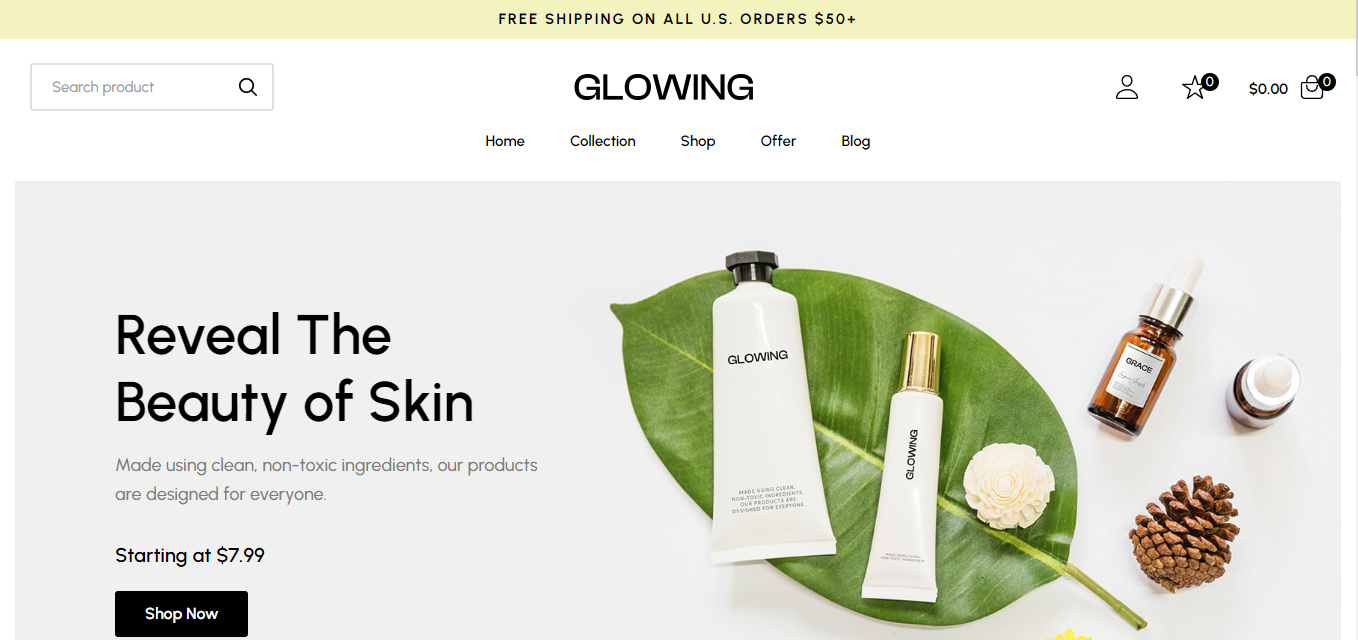 FREE SHIPPING ON ALL U.S. ORDERS $50+
Search product
GLOWING
0
$0.00
0
Home
Collection
Shop
Offer
Blog
Reveal The
Beauty of Skin
Made using clean, non-toxic ingredients, our products
are designed for everyone.
Starting at $7.99
Shop Now
GLOWING
MADE USING CLEAN,
NON-TOXIC INGREDIENTS,
OUR PRODUCTS ARE
DESIGNED FOR EVERYONE.
GLOWING
MADE USING CLEAN,
NON-TOXIC INGREDIENTS
GRACE